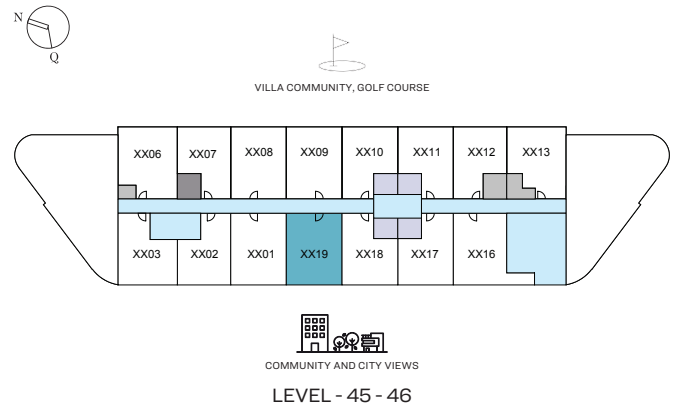 N
Q
VILLA COMMUNITY, GOLF COURSE
XX06 XX07 XX08 XX09 XX10 XX11 XX12 XX13
XX03 XX02 XX01 XX19 XX18 XX17 XX16
COMMUNITY AND CITY VIEWS
LEVEL - 45 - 46